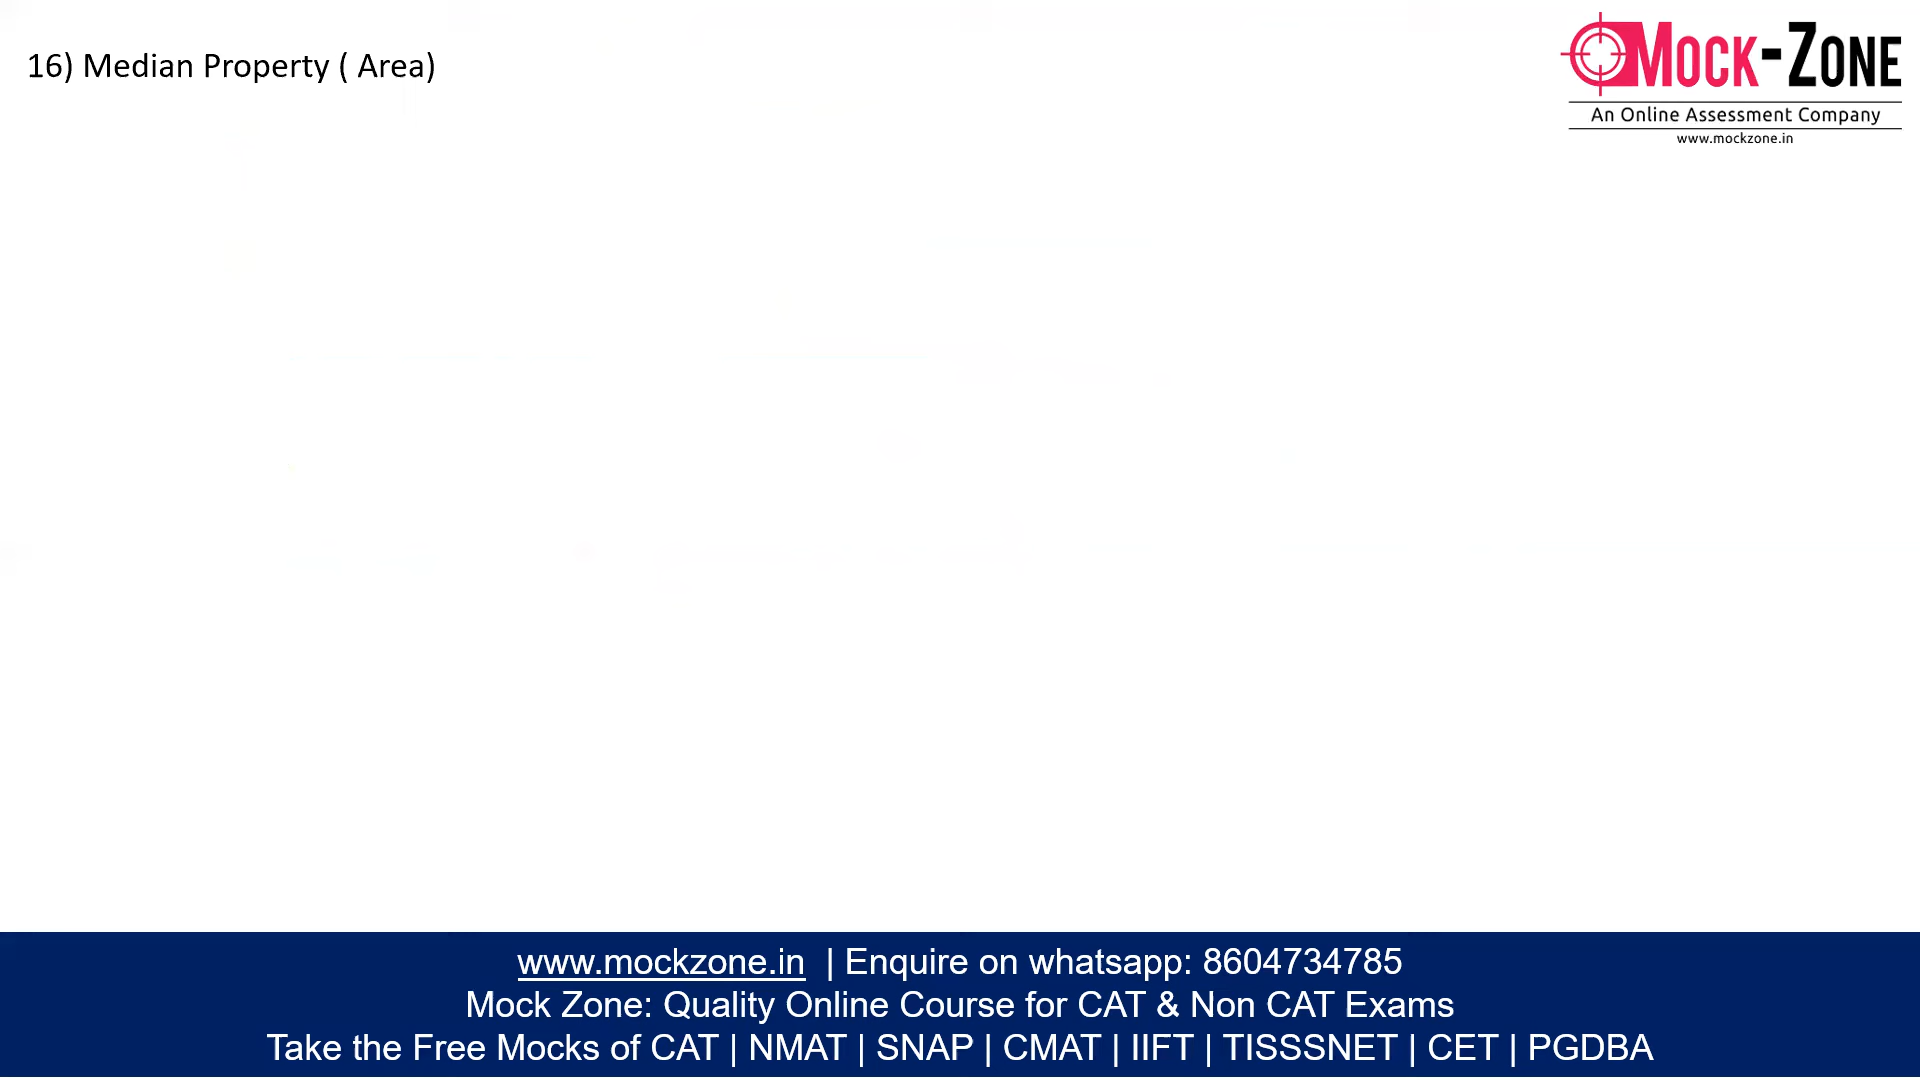 16) Median Property ( Area)
MOCK-ZONE
An Online Assessment Company
www.mockzone.in
www.mockzone.in | Enquire on whatsapp: 8604734785
Mock Zone: Quality Online Course for CAT & Non CAT Exams
Take the Free Mocks of CAT | NMAT | SNAP | CMAT | IIFT | TISSSNET | CET | PGDBA